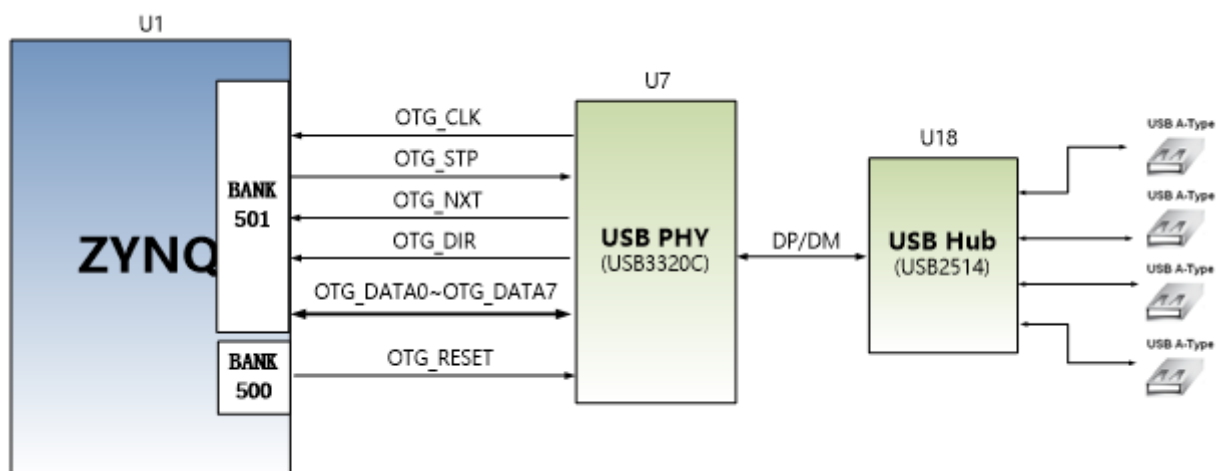 U1
ZYNQ
BANK
501
BANK
500
OTG_CLK
OTG_STP
OTG_NXT
OTG_DIR
OTG_DATA0~OTG_DATA7
OTG_RESET
U7
USB PHY
(USB3320C)
DP/DM
U18
USB Hub
(USB2514)
USB A-Type
USB A-Type
USB A-Type
USB A-Type